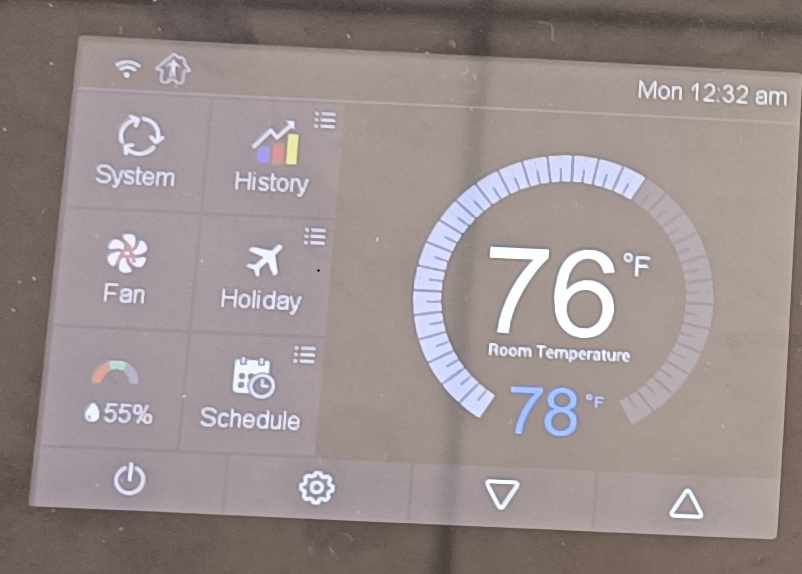 Mon 12:32 am
System
History
Fan
Holiday
55%
Schedule
76 °F
Room Temperature
78 °F